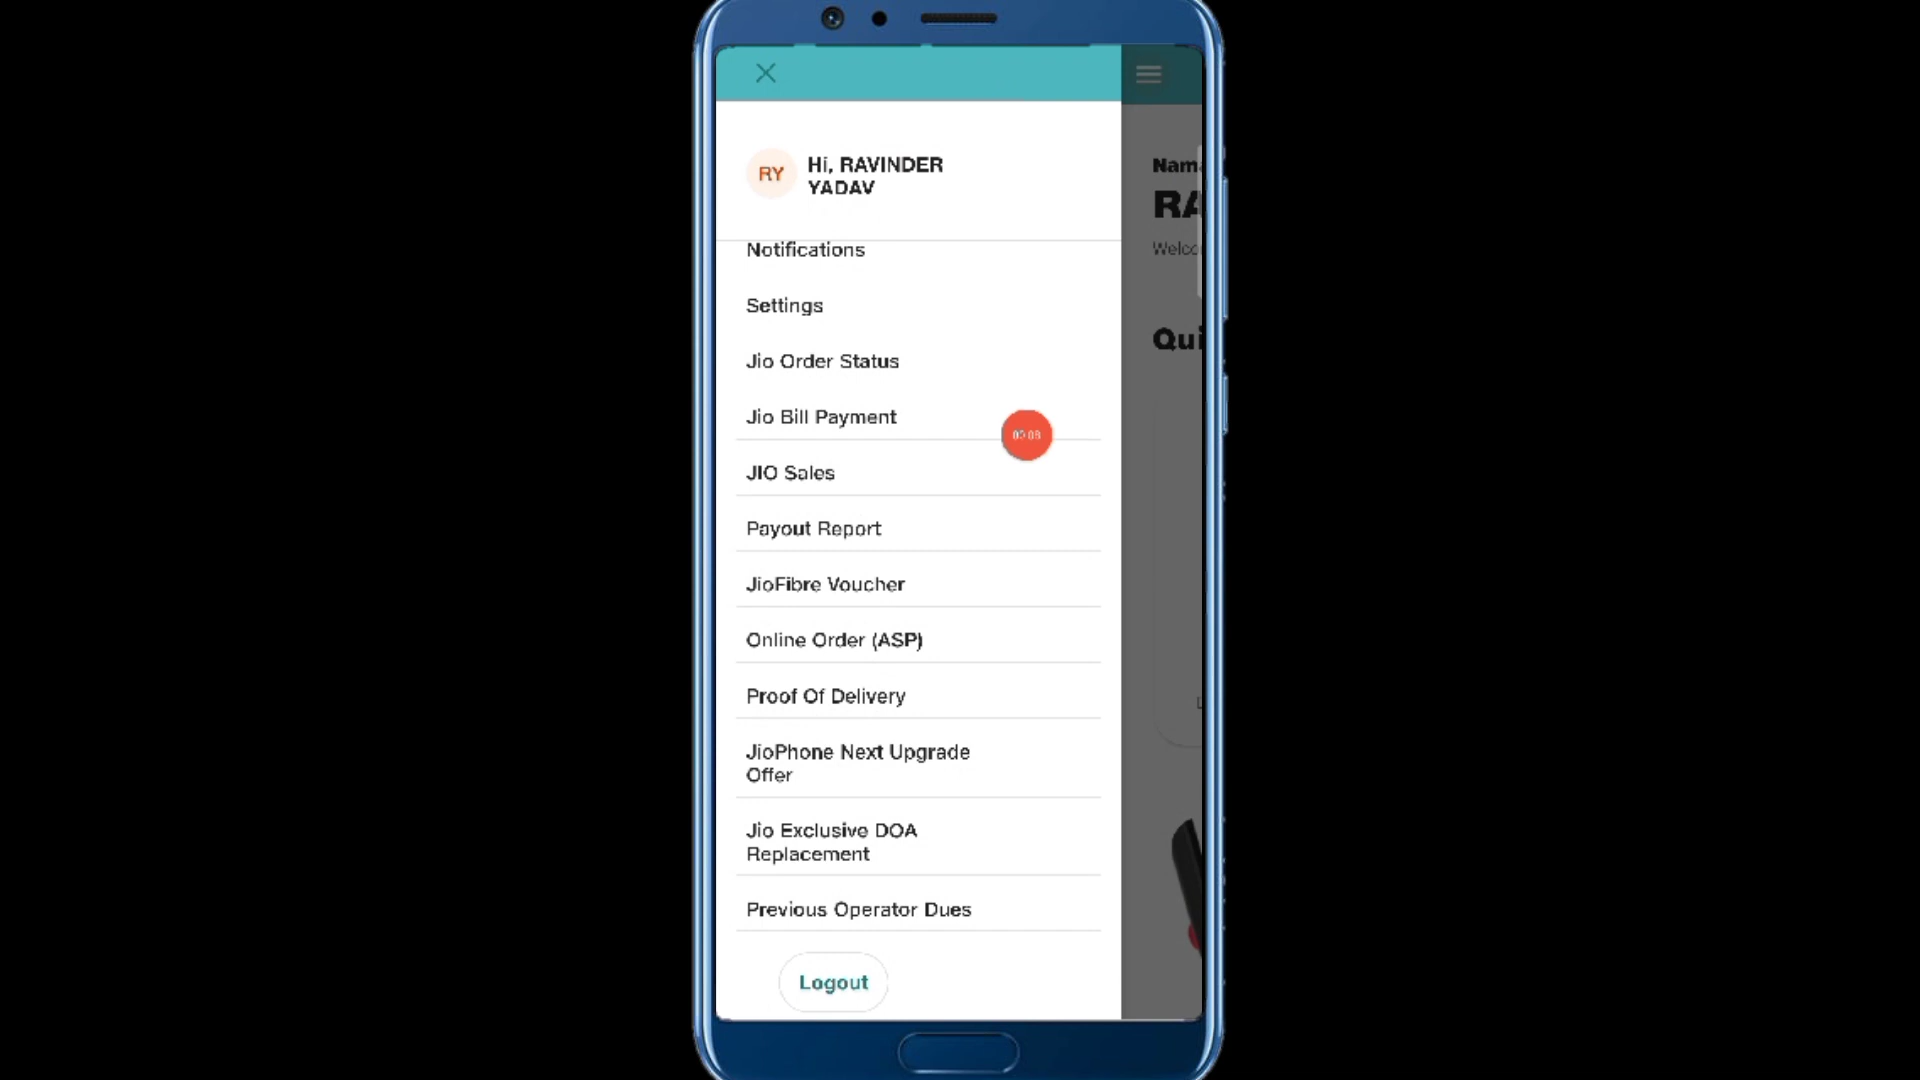 RY
Hi, RAVINDER
YADAV
Notifications
Settings
Jio Order Status
Jio Bill Payment
JIO Sales
Payout Report
JioFibre Voucher
Online Order (ASP)
Proof Of Delivery
JioPhone Next Upgrade
Offer
Jio Exclusive DOA
Replacement
Previous Operator Dues
Logout